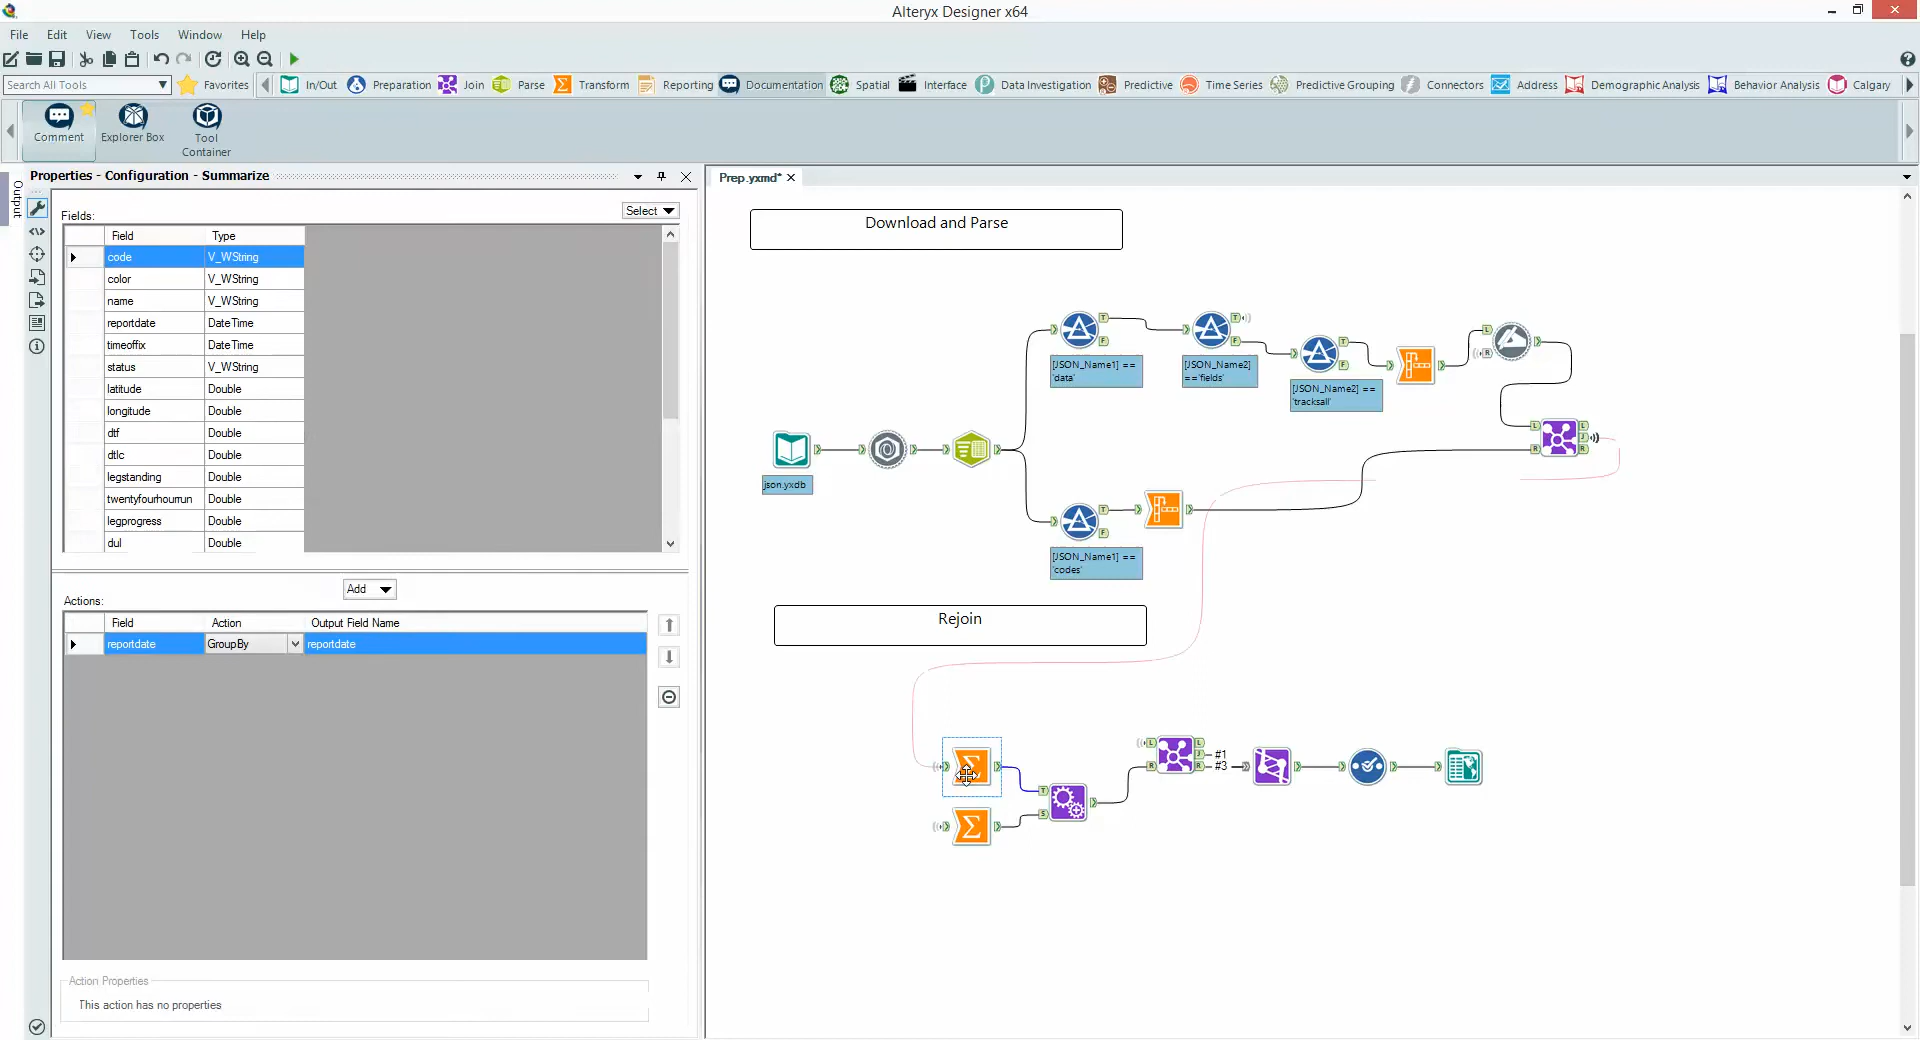 Alteryx Designer x64
File Edit View Tools Window Help
Search All Tools Favorites In/Out Preparation Join Parse Transform Reporting Documentation Spatial Interface Data Investigation Predictive Time Series Predictive Grouping Connectors Address Demographic Analysis Behavior Analysis Calgary
Comment Explorer Box Tool
Container
Output
Properties - Configuration - Summarize
Fields: Select
Field Type
code V_WString
color V_WString
name V_WString
reportdate DateTime
timeoffix DateTime
status V_WString
latitude Double
longitude Double
dtf Double
dtlc Double
legstanding Double
twentyfourhourrun Double
legprogress Double
dul Double
Add
Actions:
Field Action Output Field Name
reportdate GroupBy reportdate
Action Properties
This action has no properties
Prep.yxmd*
Download and Parse
T
F
T
F
T
F
L
R
[JSON_Name1] ==
'data'
[JSON_Name2]
=='fields'
[JSON_Name2] ==
'tracksall'
L
R
L
J
R
json.yxdb
T
F
[JSON_Name1] ==
'codes'
Rejoin
L
R
L
J
R
#1
#3
T
S